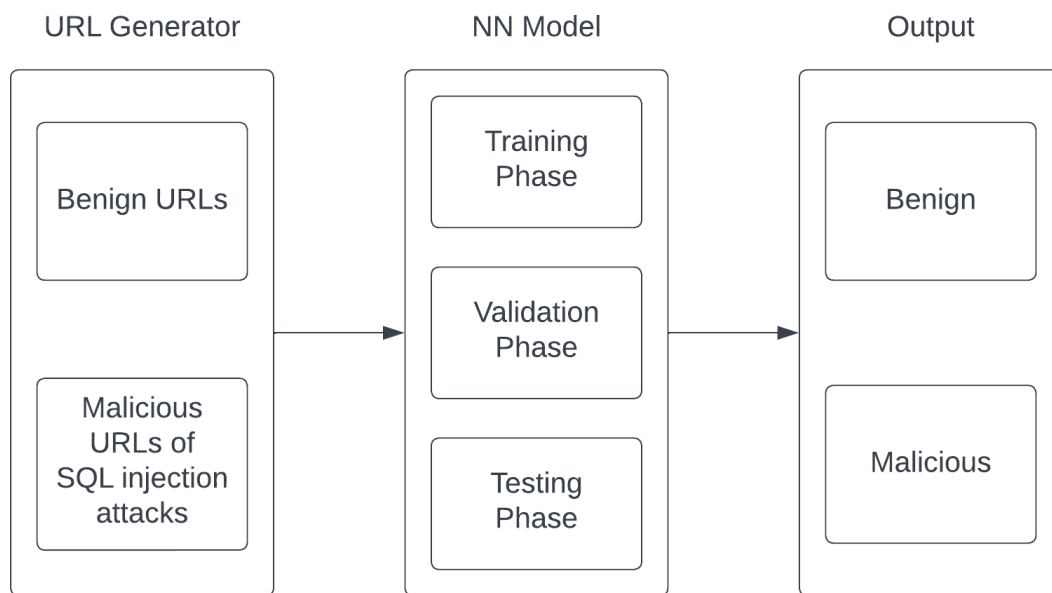 URL Generator
NN Model
Output
Benign URLs
Malicious
URLs of
SQL injection
attacks
Training
Phase
Validation
Phase
Testing
Phase
Benign
Malicious